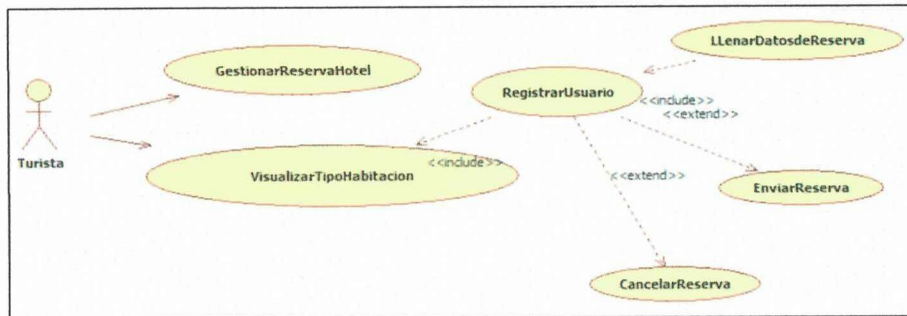 LLenarDatosdeReserva
GestionarReservaHotel
RegistrarUsuario
<<include>>
<<extend>>
Turista
VisualizarTipoHabitacion
<<include>>
<<extend>>
EnviarReserva
CancelarReserva